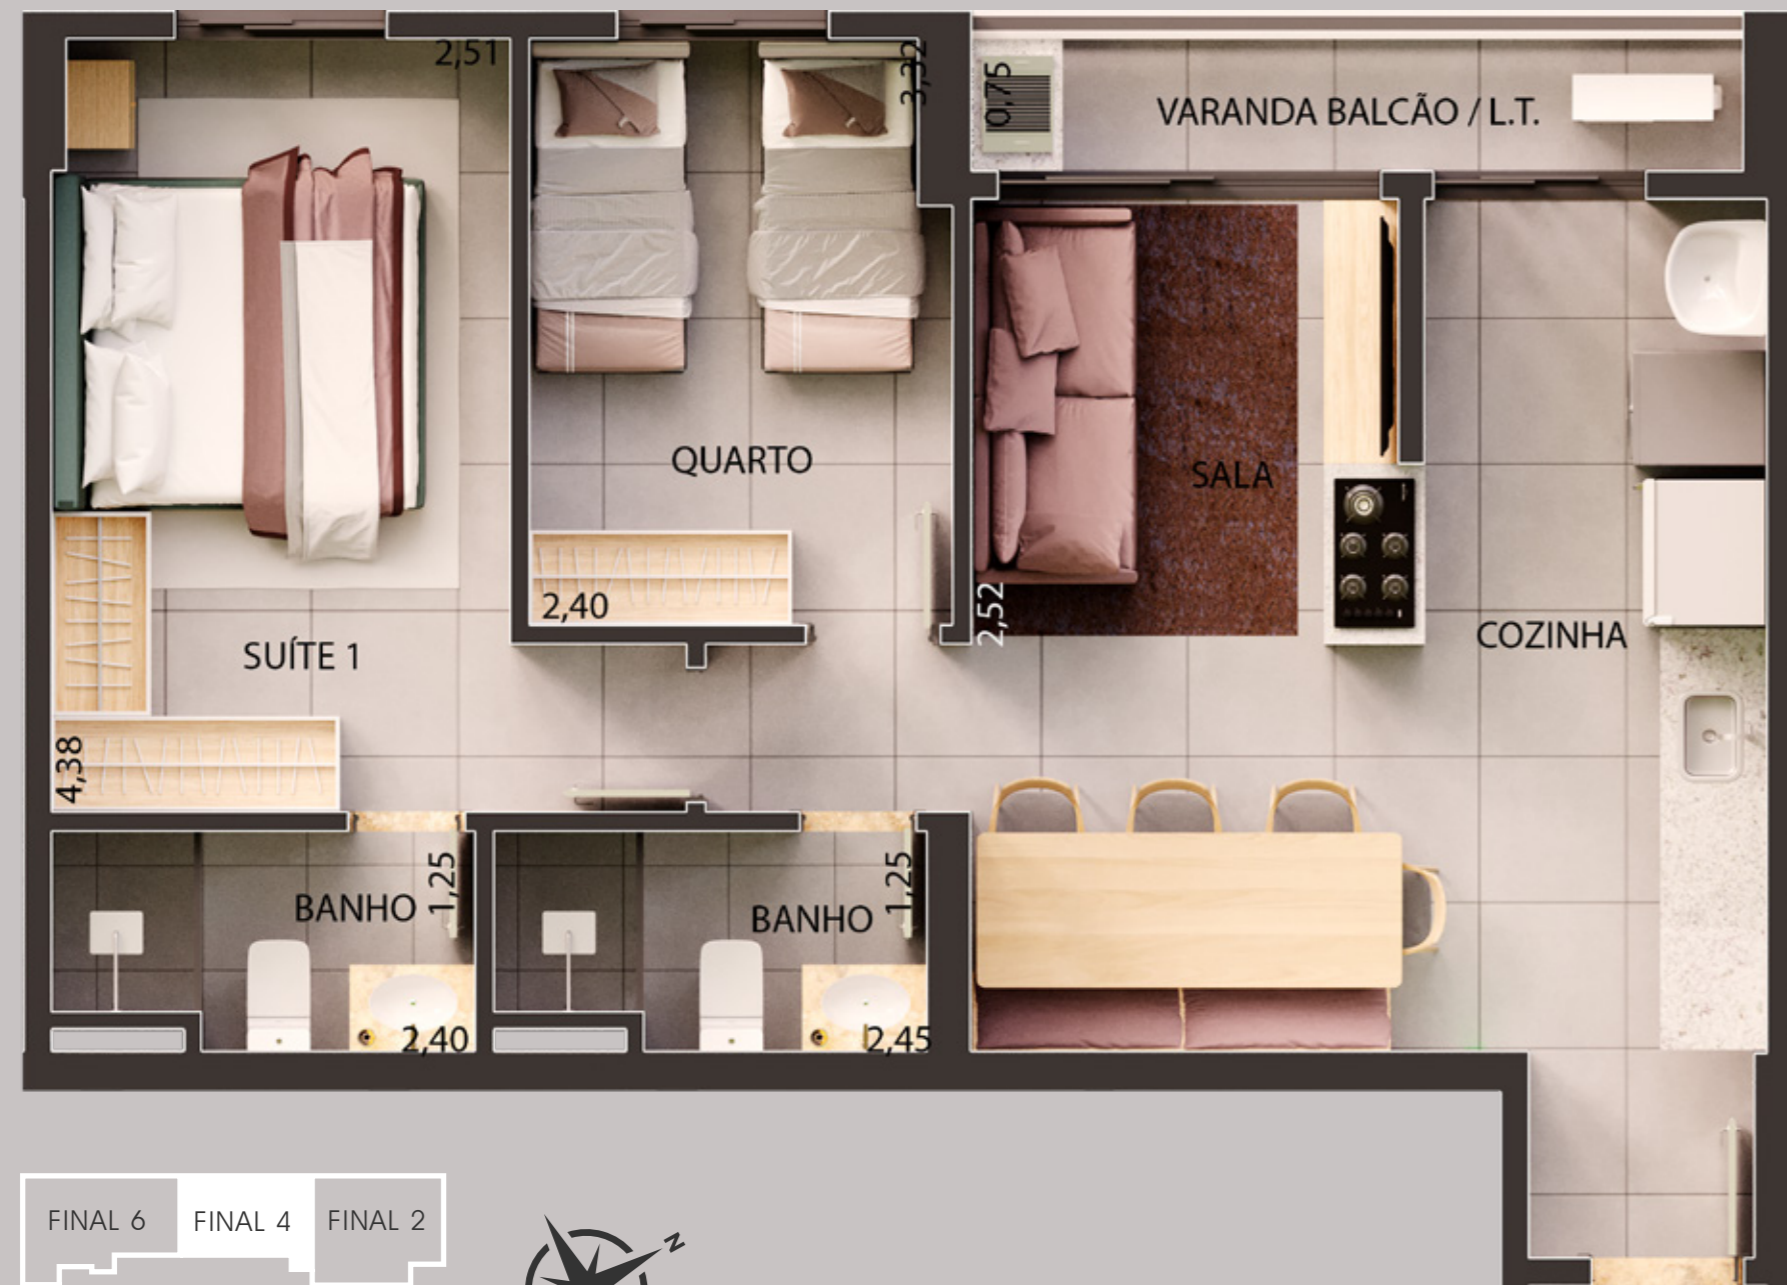 2,51
3,32
0,75
VARANDA BALCÃO / L.T.
QUARTO
SALA
2,40
2,52
COZINHA
SUÍTE 1
4,38
BANHO
1,25
BANHO
1,25
2,40
2,45
FINAL 6
FINAL 4
FINAL 2
N